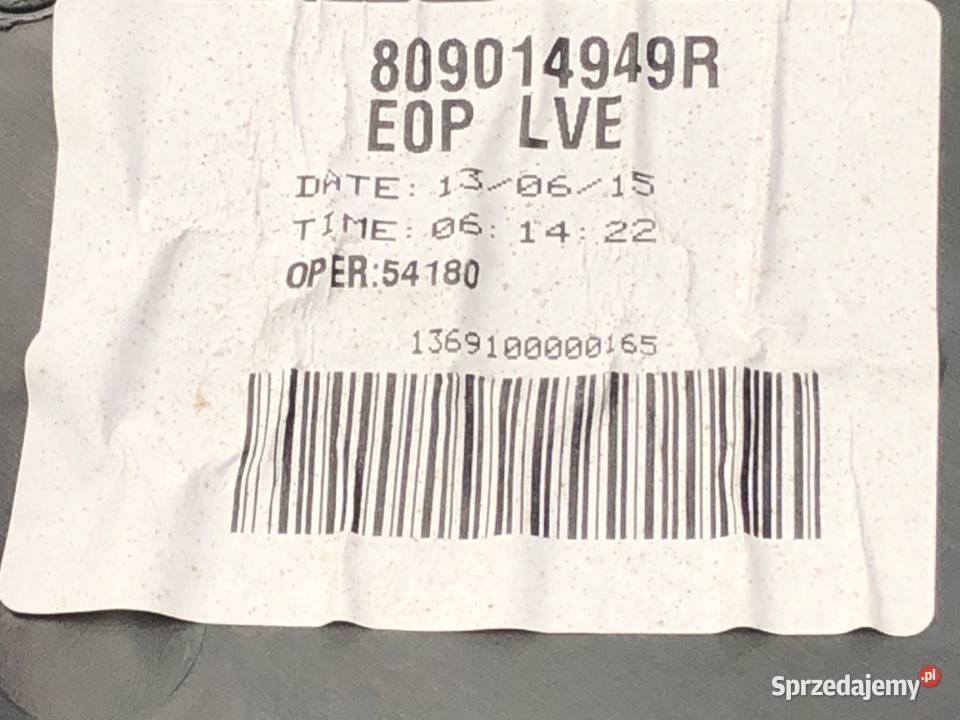 809014949R
EOP LVE
DATE: 13/06/15
TIME: 06: 14: 22
OPER:54180
1369100000165
Sprzedajemy.pl